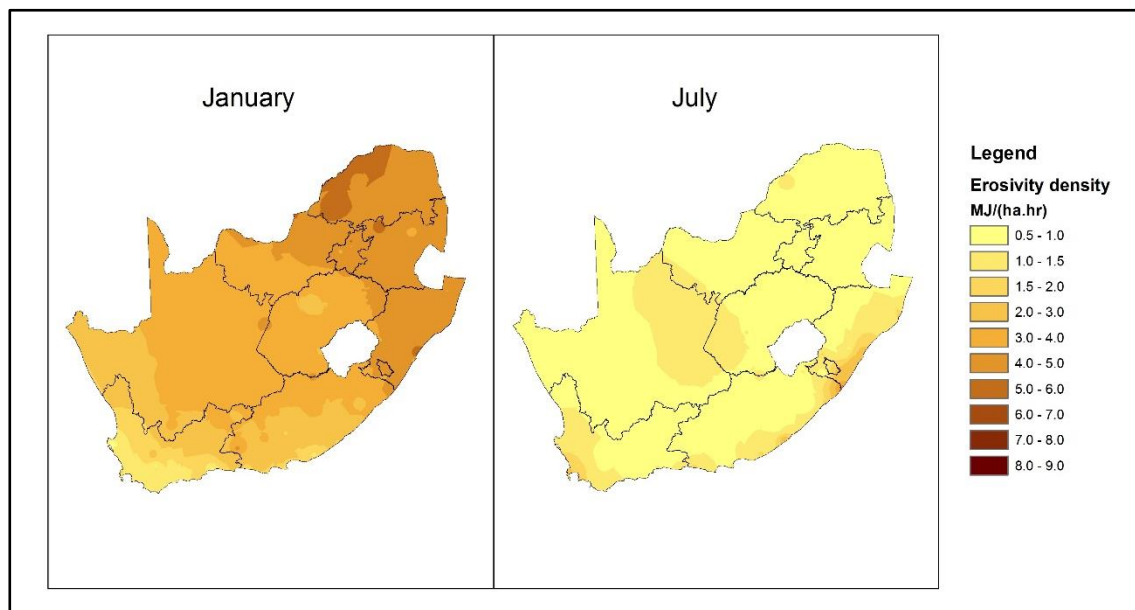 January
July
Legend
Erosivity density
MJ/(ha.hr)
0.5 - 1.0
1.0 - 1.5
1.5 - 2.0
2.0 - 3.0
3.0 - 4.0
4.0 - 5.0
5.0 - 6.0
6.0 - 7.0
7.0 - 8.0
8.0 - 9.0